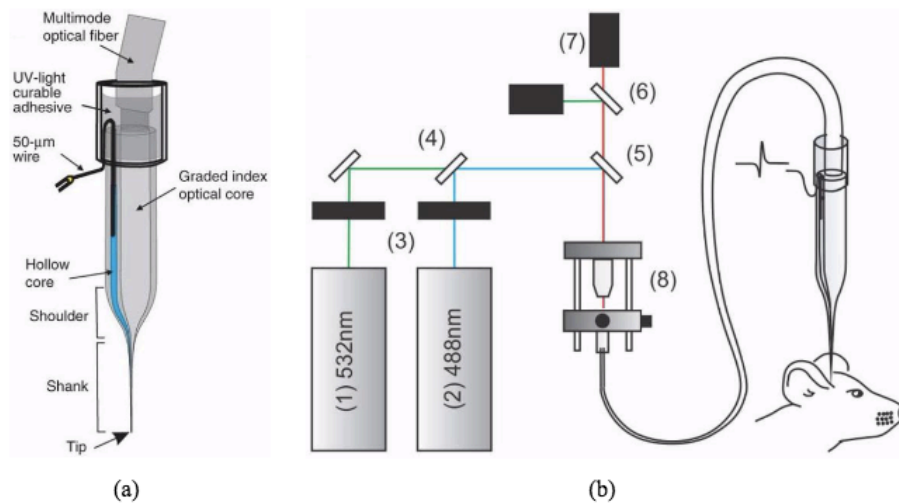 Multimode
optical fiber
UV-light
curable
adhesive
50-μm
wire
Graded index
optical core
Hollow
core
Shoulder
Shank
Tip
(a)
(7)
(6)
(4)
(5)
(3)
(8)
(1) 532nm
(2) 488nm
(b)